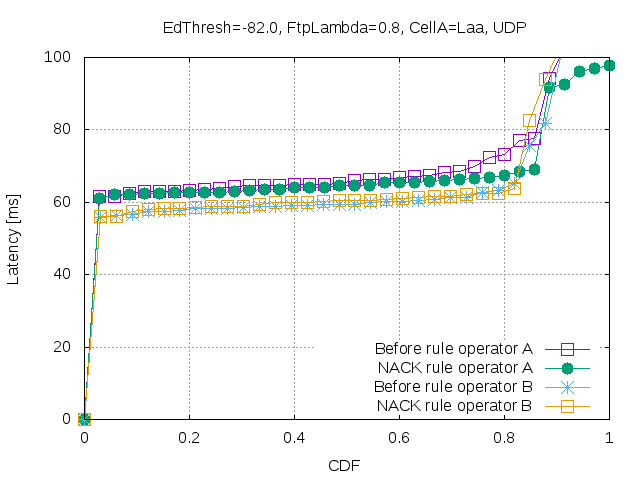 EdThresh=-82.0, FtpLambda=0.8, CellA=Laa, UDP
100
80
60
40
20
0
Latency [ms]
Before rule operator A
NACK rule operator A
Before rule operator B
NACK rule operator B
0 0.2 0.4 0.6 0.8 1
CDF